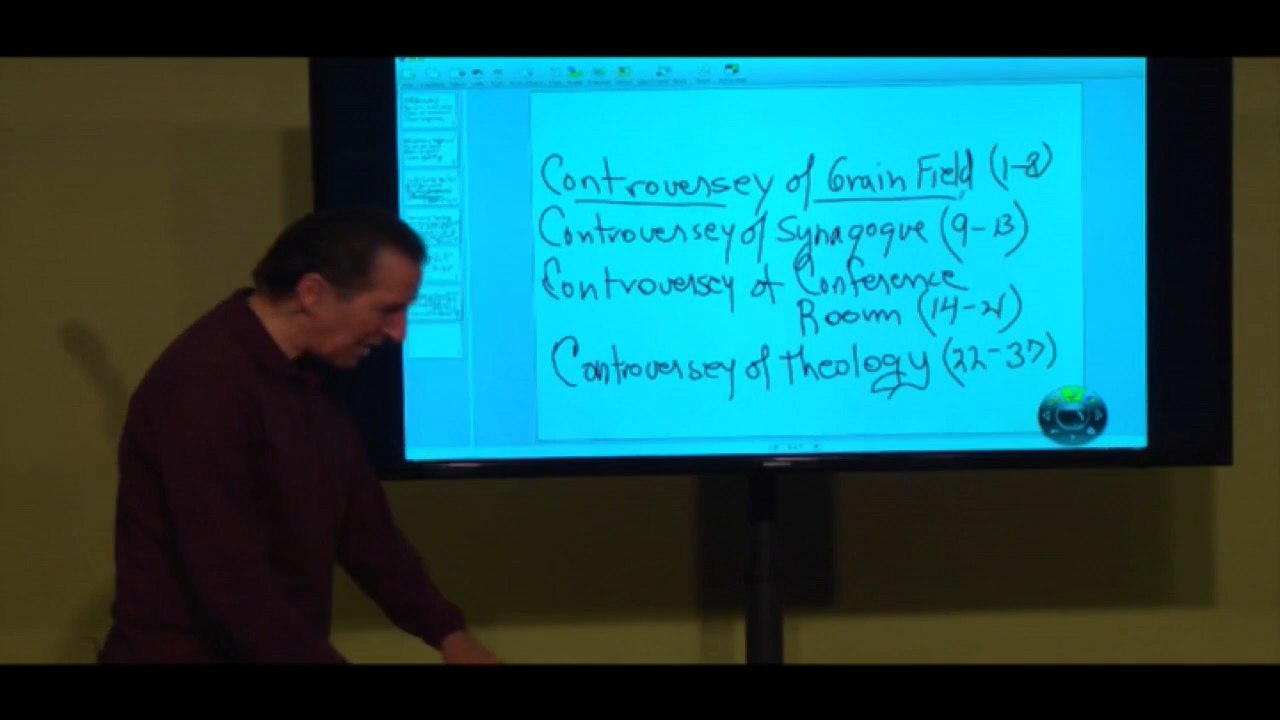 Controversey of Grain Field (1-8)
Controversey of Synagogue (9-13)
Controversey of Conference
Room (14-21)
Controversey of Theology (22-37)